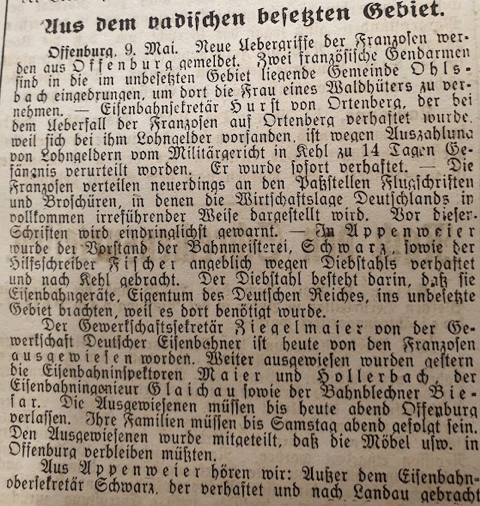 Aus dem badischen besetzten Gebiet.
Offenburg, 9. Mai. Neue Uebergriffe der Franzosen wer-
den aus Offenburg gemeldet. Zwei französische Gendarmen
sind in die im unbesetzten Gebiet liegende Gemeinde Ohls-
bach eingedrungen, um dort die Frau eines Waldhüters zu ver-
nehmen. — Eisenbahnsekretär Hurst von Ortenberg, der bei
dem Ueberfall der Franzosen auf Ortenberg verhaftet wurde,
weil sich bei ihm Lohngelder vorfanden, ist wegen Auszahlung
von Lohngeldern vom Militärgericht in Kehl zu 14 Tagen Ge-
fängnis verurteilt worden. Er wurde sofort verhaftet. — Die
Franzosen verteilen neuerdings an den Paßstellen Flugschriften
und Broschüren, in denen die Wirtschaftslage Deutschlands in
vollkommen irreführender Weise dargestellt wird. Vor diesen
Schriften wird eindringlichst gewarnt. — In Appenweier
wurde der Vorstand der Bahnmeisterei, Schwarz, sowie der
Hilfsschreiber Fischer angeblich wegen Diebstahls verhaftet
und nach Kehl gebracht. Der Diebstahl besteht darin, daß sie
Eisenbahngeräte, Eigentum des Deutschen Reiches, ins unbesetzte
Gebiet brachten, weil es dort benötigt wurde.
Der Gewerkschaftssekretär Ziegelmaier von der Ge-
werkschaft Deutscher Eisenbahner ist heute von den Franzosen
ausgewiesen worden. Weiter ausgewiesen wurden gestern
die Eisenbahninspektoren Maier und Hollerbach, der
Eisenbahningenieur Glaichau sowie der Bahnblechner Bie-
sar. Die Ausgewiesenen müssen bis heute abend Offenburg
verlassen. Ihre Familien müssen bis Samstag abend gefolgt sein.
Den Ausgewiesenen wurde mitgeteilt, daß die Möbel usw. in
Offenburg verbleiben müßten.
Aus Appenweier hören wir: Außer dem Eisenbahn-
obersekretär Schwarz, der verhaftet und nach Landau gebracht